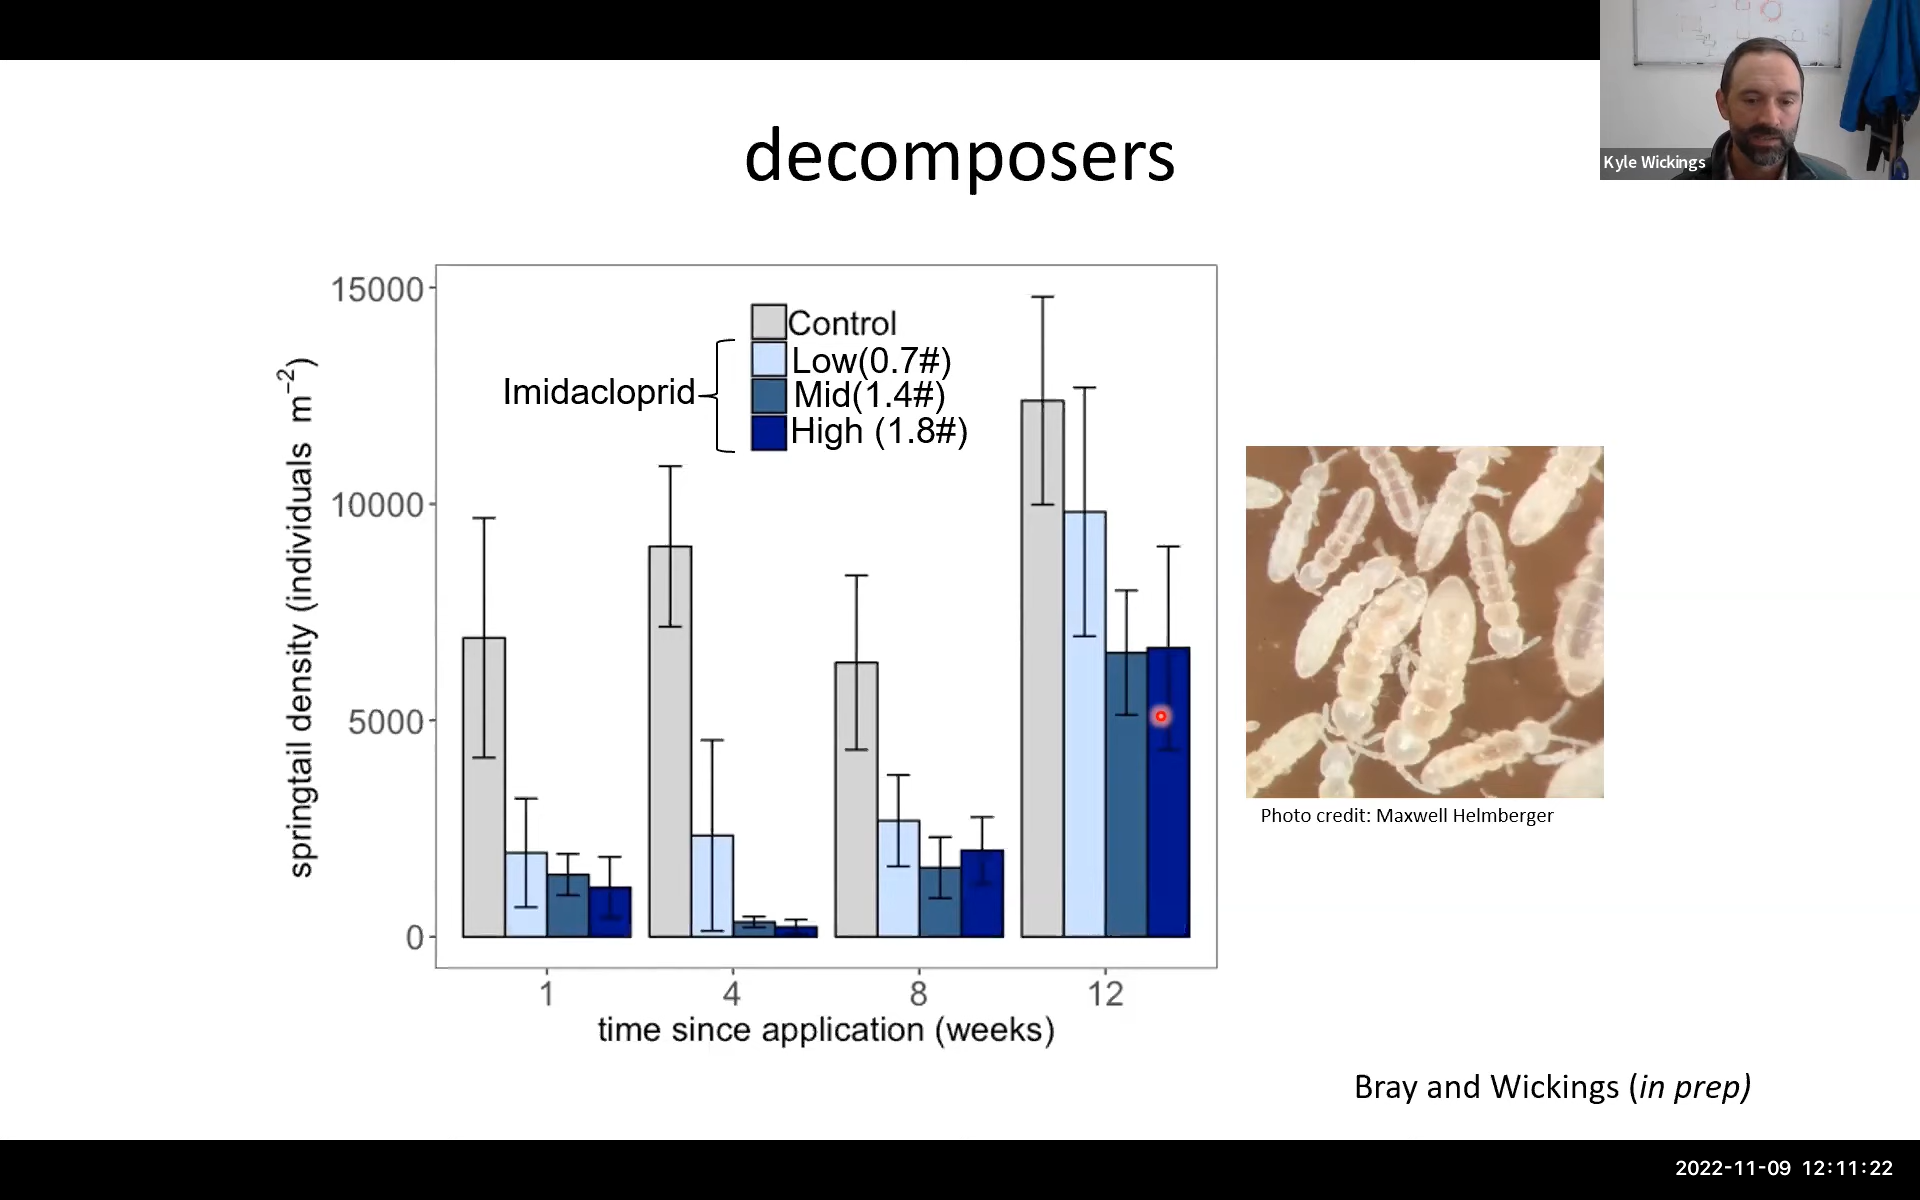 Kyle Wickings
decomposers
springtail density (individuals m⁻²)
15000
10000
5000
0
Control
Imidacloprid
Low(0.7#)
Mid(1.4#)
High (1.8#)
1 4 8 12
time since application (weeks)
Photo credit: Maxwell Helmberger
Bray and Wickings (in prep)
2022-11-09 12:11:22